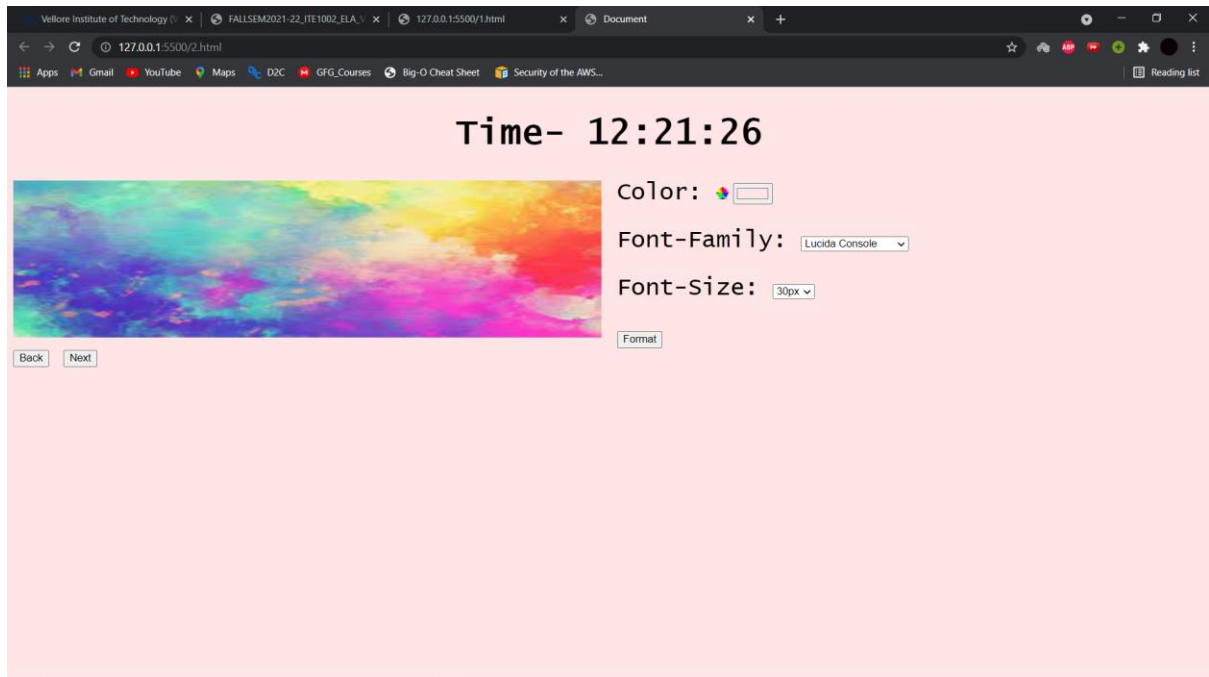 Vellore Institute of Technology (V
FALLSEM2021-22_ITE1002_ELA_V
127.0.0.1:5500/1.html
Document
127.0.0.1:5500/2.html
ABP
Apps
Gmail
YouTube
Maps
D2C
GFG_Courses
Big-O Cheat Sheet
Security of the AWS...
Reading list
Time- 12:21:26
Color:
Font-Family: Lucida Console
Font-Size: 30px
Format
Back Next